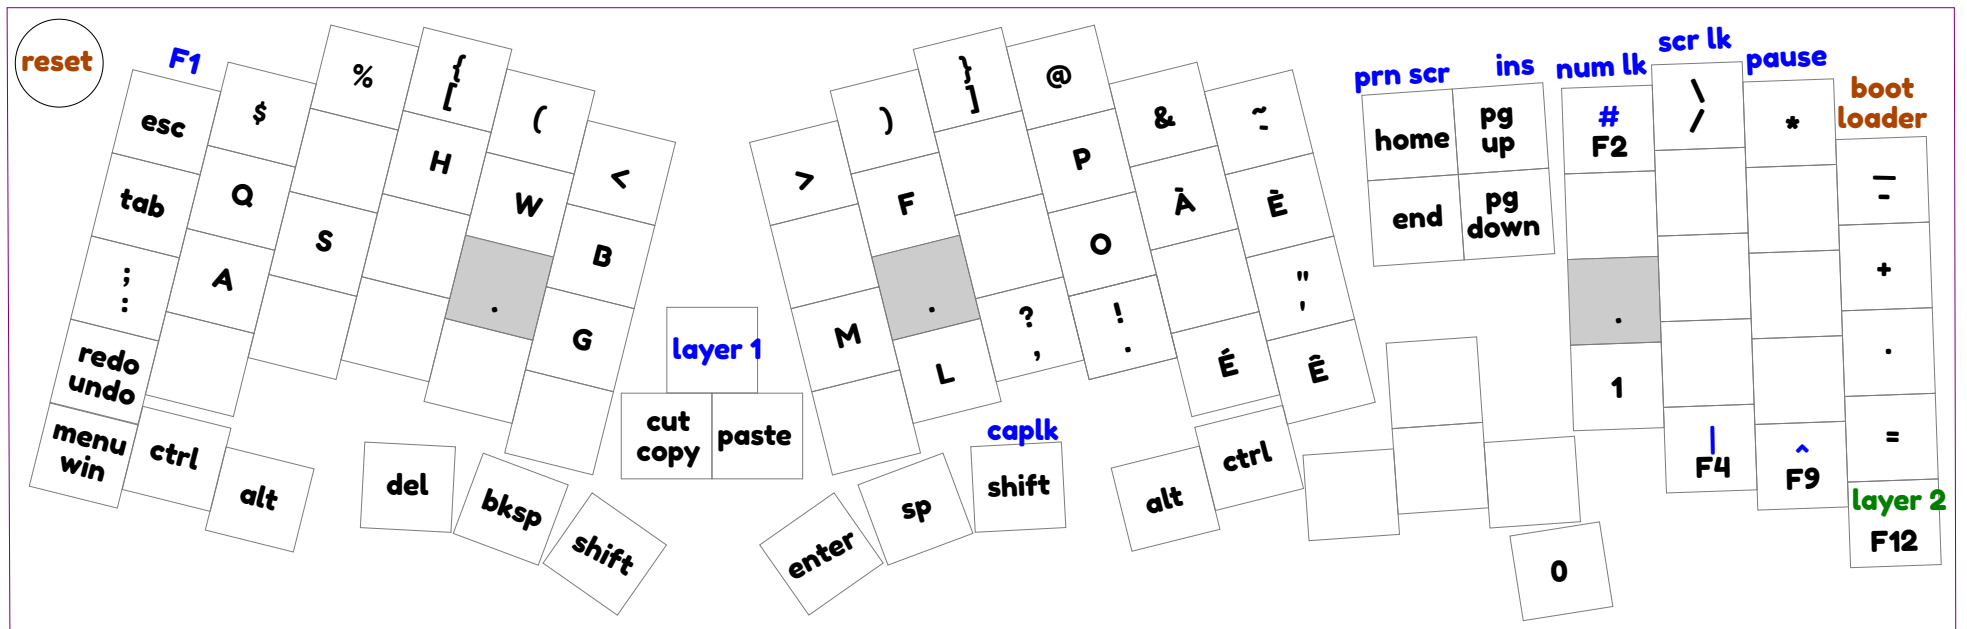 reset
F1
esc
$
%
{
[
(
<
tab
Q
H
W
B
;
:
A
S
.
G
redo
undo
menu
win
ctrl
alt
del
bksp
shift
layer 1
cut
copy
paste
>
)
}
]
@
&
~
-
F
P
À
È
M
.
O
"
'
L
?
,
!
.
É
Ê
enter
sp
caplk
shift
alt
ctrl
prn scr
ins
home
pg
up
end
pg
down
num lk
scr lk
pause
boot
loader
#
F2
\
/
*
_
-
+
.
.
1
=
|
F4
^
F9
layer 2
F12
0